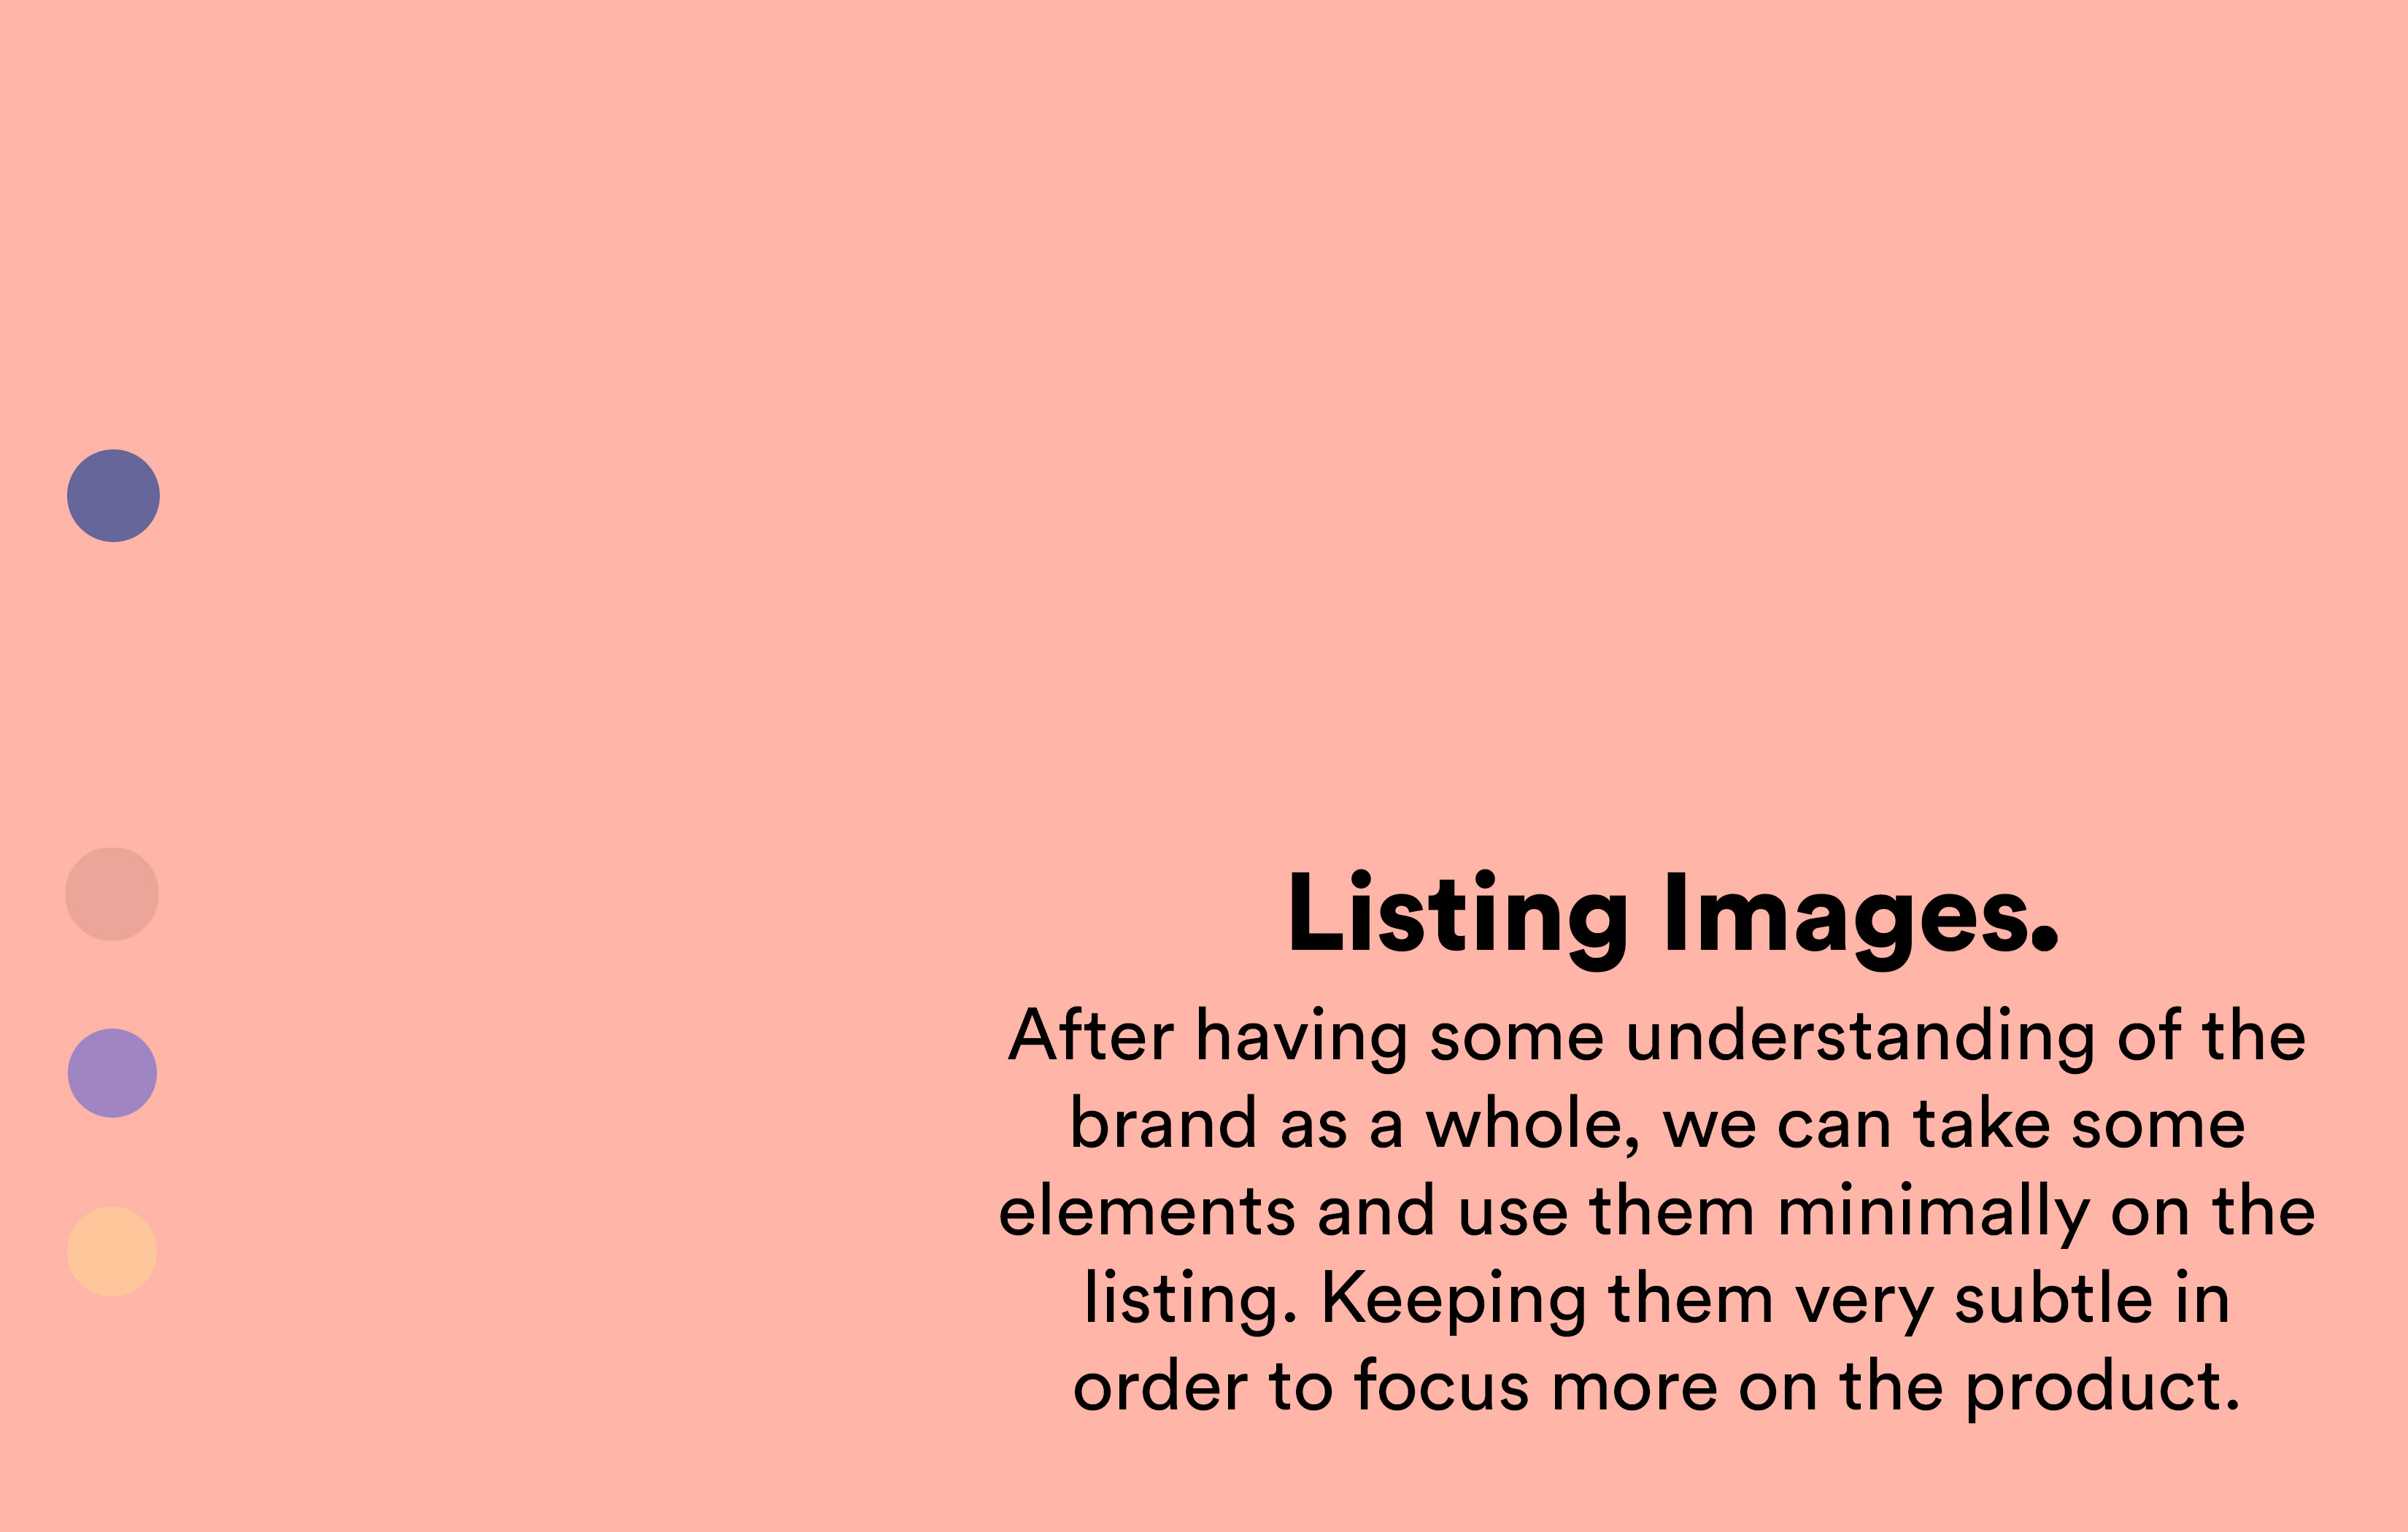 Listing Images.
After having some understanding of the
brand as a whole, we can take some
elements and use them minimally on the
listing. Keeping them very subtle in
order to focus more on the product.